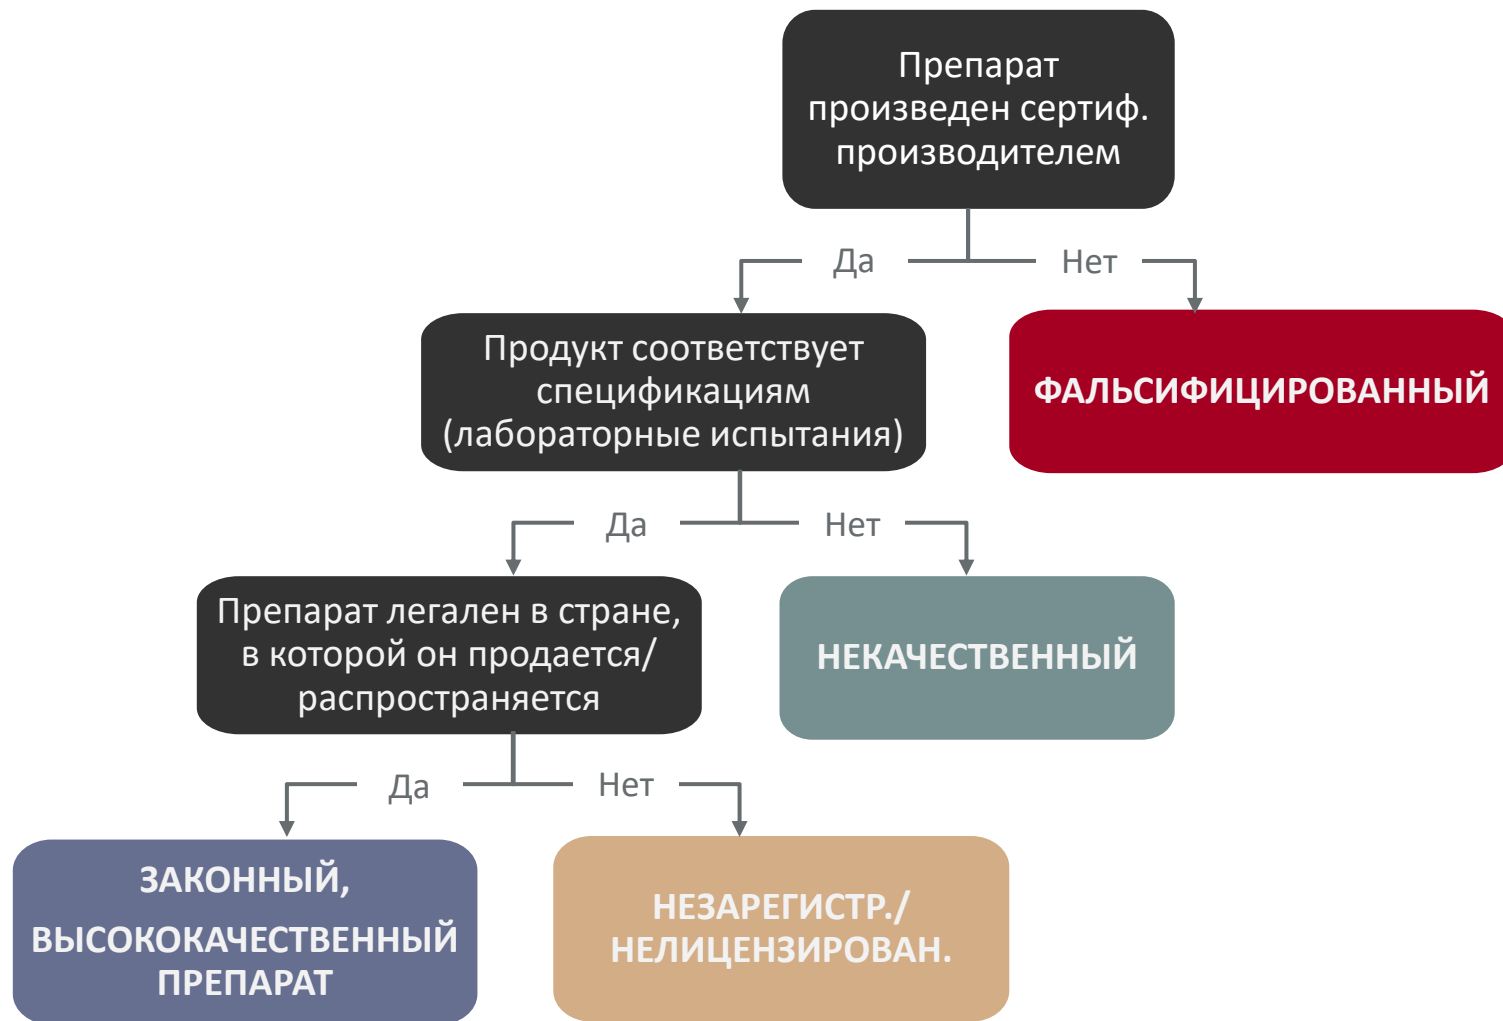 Препарат
произведен сертиф.
производителем
Да
Нет
Продукт соответствует
спецификациям
(лабораторные испытания)
ФАЛЬСИФИЦИРОВАННЫЙ
Да
Нет
Препарат легален в стране,
в которой он продается/
распространяется
НЕКАЧЕСТВЕННЫЙ
Да
Нет
ЗАКОННЫЙ,
ВЫСОКОКАЧЕСТВЕННЫЙ
ПРЕПАРАТ
НЕЗАРЕГИСТР./
НЕЛИЦЕНЗИРОВАН.